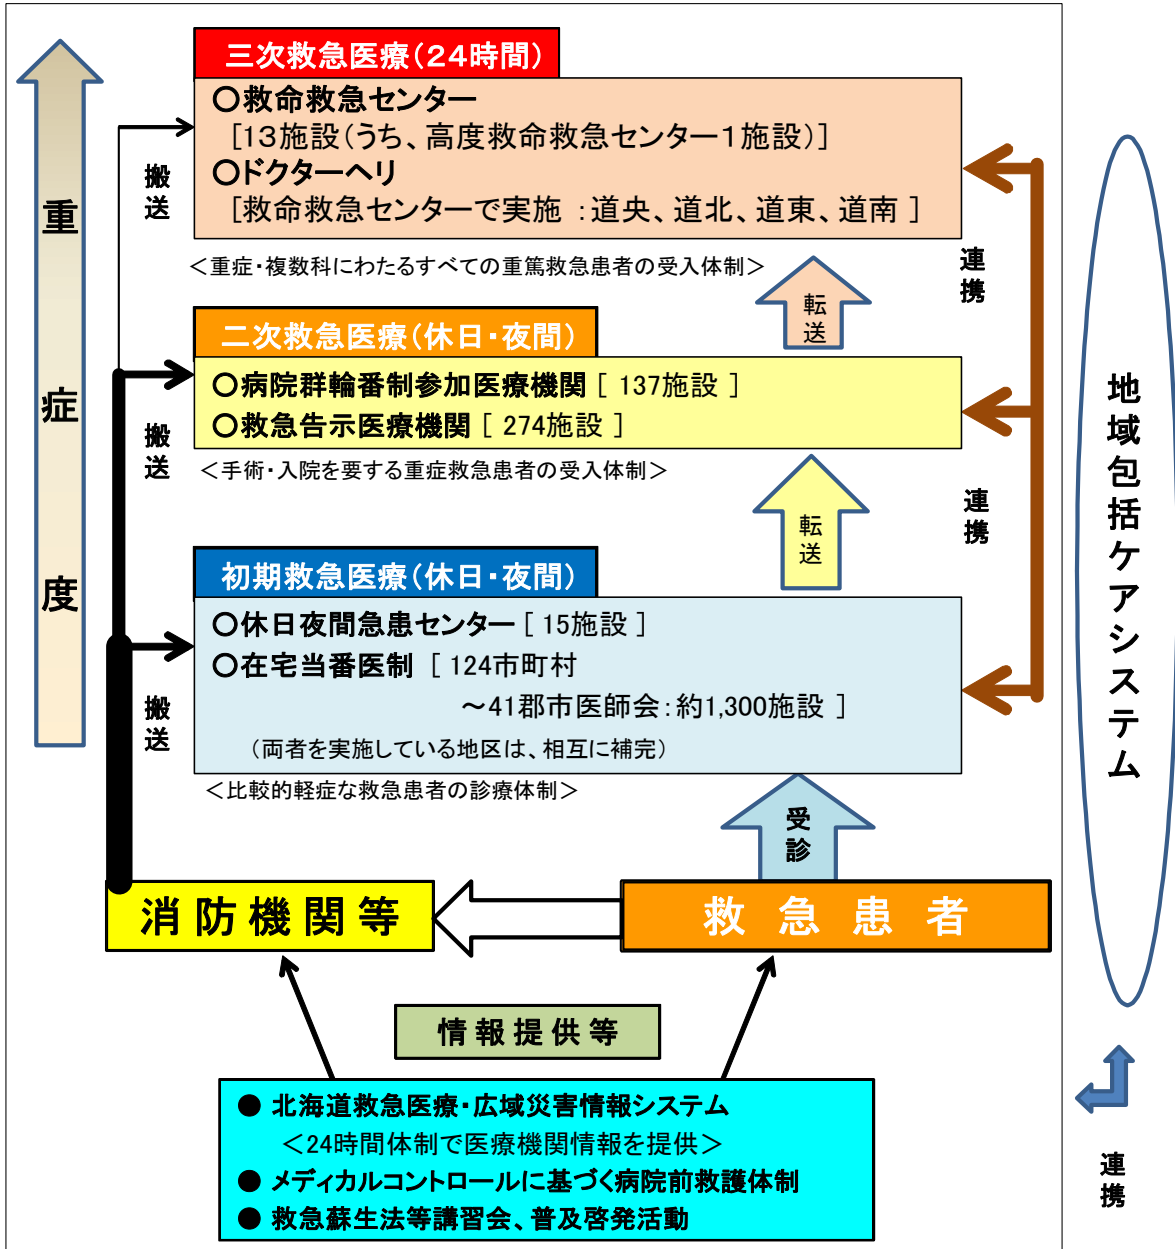 三次救急医療(24時間)
○救命救急センター
[13施設(うち、高度救命救急センター1施設)]
○ドクターヘリ
[救命救急センターで実施 :道央、道北、道東、道南 ]
<重症・複数科にわたるすべての重篤救急患者の受入体制>
搬送
連携
転送
重症度
二次救急医療(休日・夜間)
○病院群輪番制参加医療機関 [ 137施設 ]
○救急告示医療機関 [ 274施設 ]
<手術・入院を要する重症救急患者の受入体制>
搬送
連携
転送
地域包括ケアシステム
初期救急医療(休日・夜間)
○休日夜間急患センター [ 15施設 ]
○在宅当番医制 [ 124市町村
~41郡市医師会:約1,300施設 ]
(両者を実施している地区は、相互に補完)
<比較的軽症な救急患者の診療体制>
搬送
受診
消防機関等
救急患者
情報提供等
● 北海道救急医療・広域災害情報システム
<24時間体制で医療機関情報を提供>
● メディカルコントロールに基づく病院前救護体制
● 救急蘇生法等講習会、普及啓発活動
連携